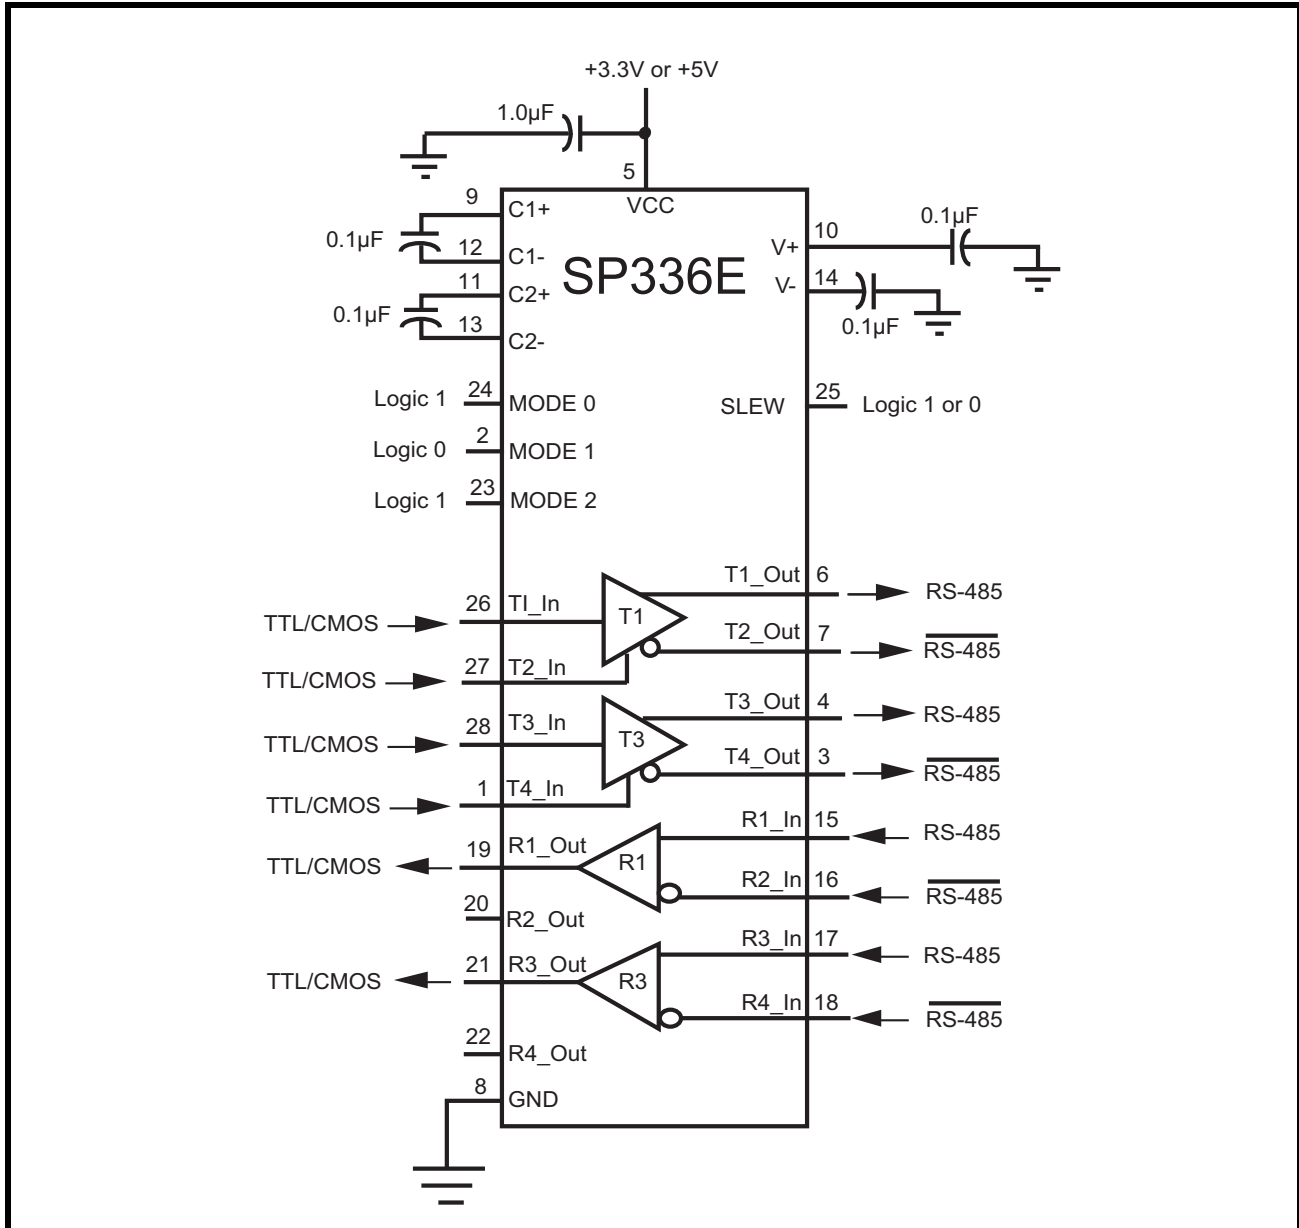 +3.3V or +5V
1.0µF
5
VCC
9
C1+
0.1µF
12
C1-
11
C2+
0.1µF
13
C2-
SP336E
10
V+
0.1µF
14
V-
0.1µF
Logic 1
24
MODE 0
SLEW
25
Logic 1 or 0
Logic 0
2
MODE 1
Logic 1
23
MODE 2
TTL/CMOS
26
TI_In
T1
T1_Out
6
RS-485
TTL/CMOS
27
T2_In
T2_Out
7
RS-485
TTL/CMOS
28
T3_In
T3
T3_Out
4
RS-485
TTL/CMOS
1
T4_In
T4_Out
3
RS-485
TTL/CMOS
19
R1_Out
R1
R1_In
15
RS-485
R2_In
16
RS-485
20
R2_Out
TTL/CMOS
21
R3_Out
R3
R3_In
17
RS-485
R4_In
18
RS-485
22
R4_Out
8
GND